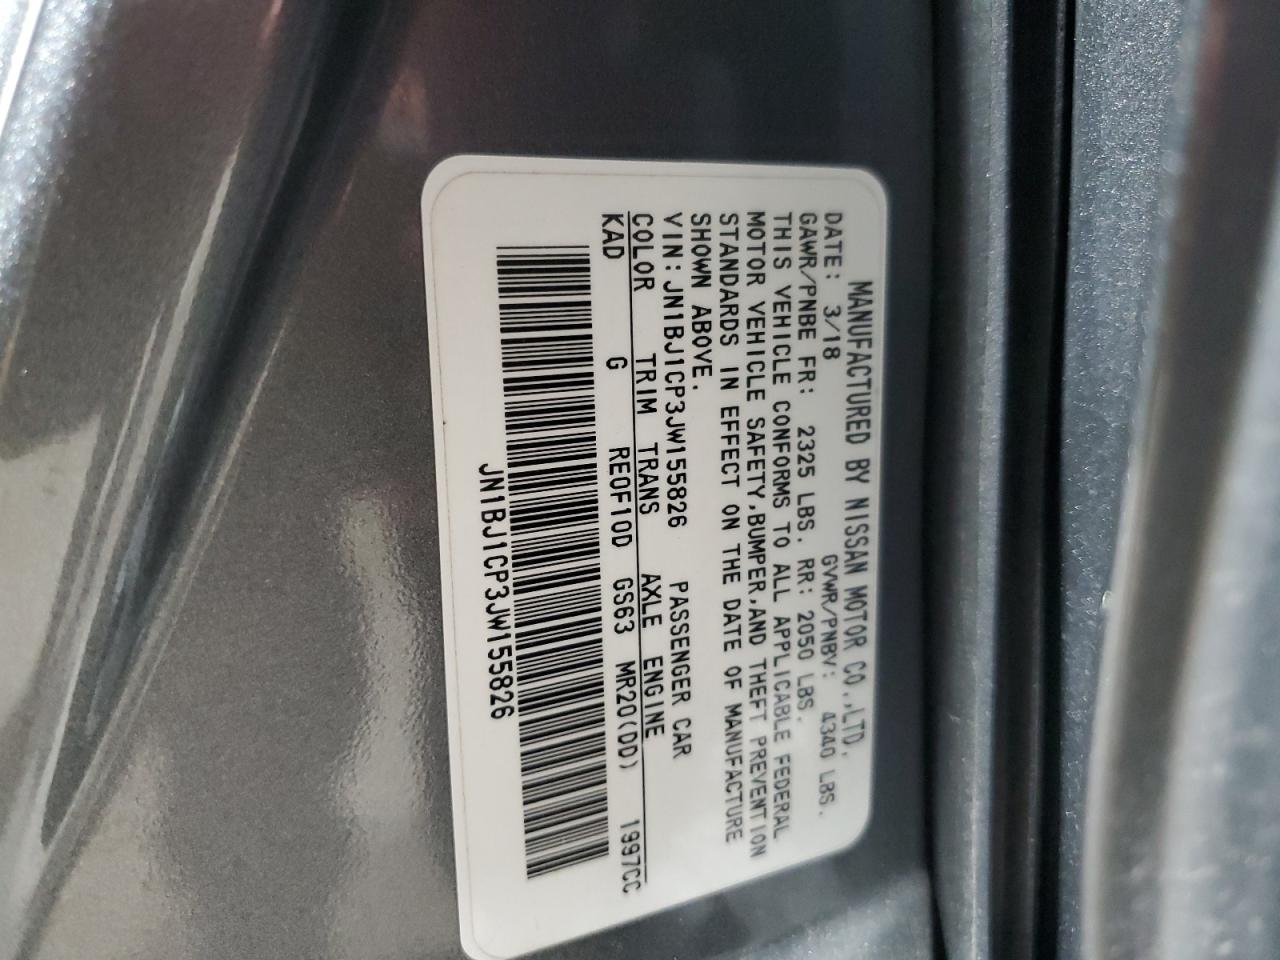 MANUFACTURED BY NISSAN MOTOR CO.,LTD.
DATE: 3/18 GVWR/PNBV: 4340 LBS.
GAWR/PNBE FR: 2325 LBS. RR: 2050 LBS.
THIS VEHICLE CONFORMS TO ALL APPLICABLE FEDERAL
MOTOR VEHICLE SAFETY,BUMPER,AND THEFT PREVENTION
STANDARDS IN EFFECT ON THE DATE OF MANUFACTURE
SHOWN ABOVE.
VIN: JN1BJ1CP3JW155826 PASSENGER CAR
COLOR TRIM TRANS AXLE ENGINE
KAD G RE0F10D GS63 MR20(DD) 1997CC
JN1BJ1CP3JW155826